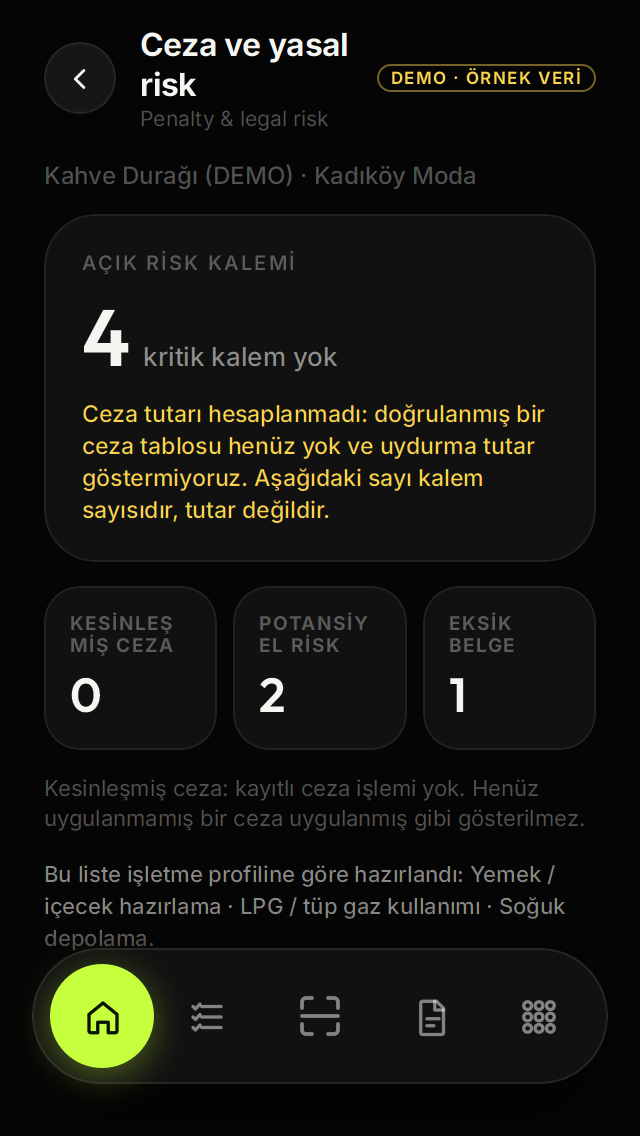 Ceza ve yasal
risk
Penalty & legal risk
DEMO · ÖRNEK VERİ
Kahve Durağı (DEMO) · Kadıköy Moda
AÇIK RİSK KALEMİ
4 kritik kalem yok
Ceza tutarı hesaplanmadı: doğrulanmış bir
ceza tablosu henüz yok ve uydurma tutar
göstermiyoruz. Aşağıdaki sayı kalem
sayısıdır, tutar değildir.
KESİNLEŞ
MİŞ CEZA
0
POTANSİY
EL RİSK
2
EKSİK
BELGE
1
Kesinleşmiş ceza: kayıtlı ceza işlemi yok. Henüz
uygulanmamış bir ceza uygulanmış gibi gösterilmez.
Bu liste işletme profiline göre hazırlandı: Yemek /
içecek hazırlama · LPG / tüp gaz kullanımı · Soğuk
depolama.